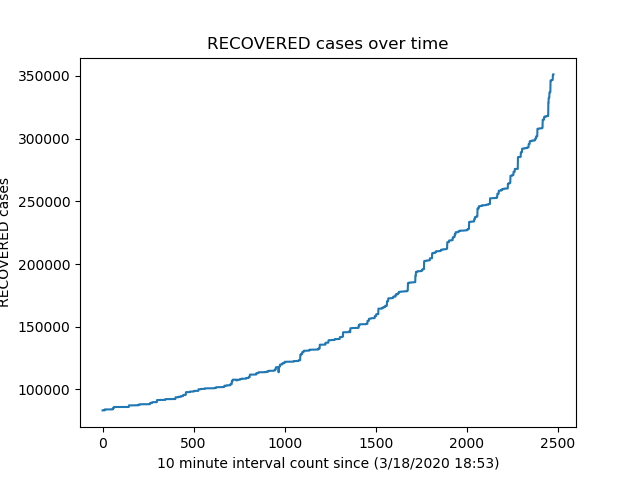 RECOVERED cases over time
350000
300000
250000
200000
150000
100000
RECOVERED cases
0 500 1000 1500 2000 2500
10 minute interval count since (3/18/2020 18:53)